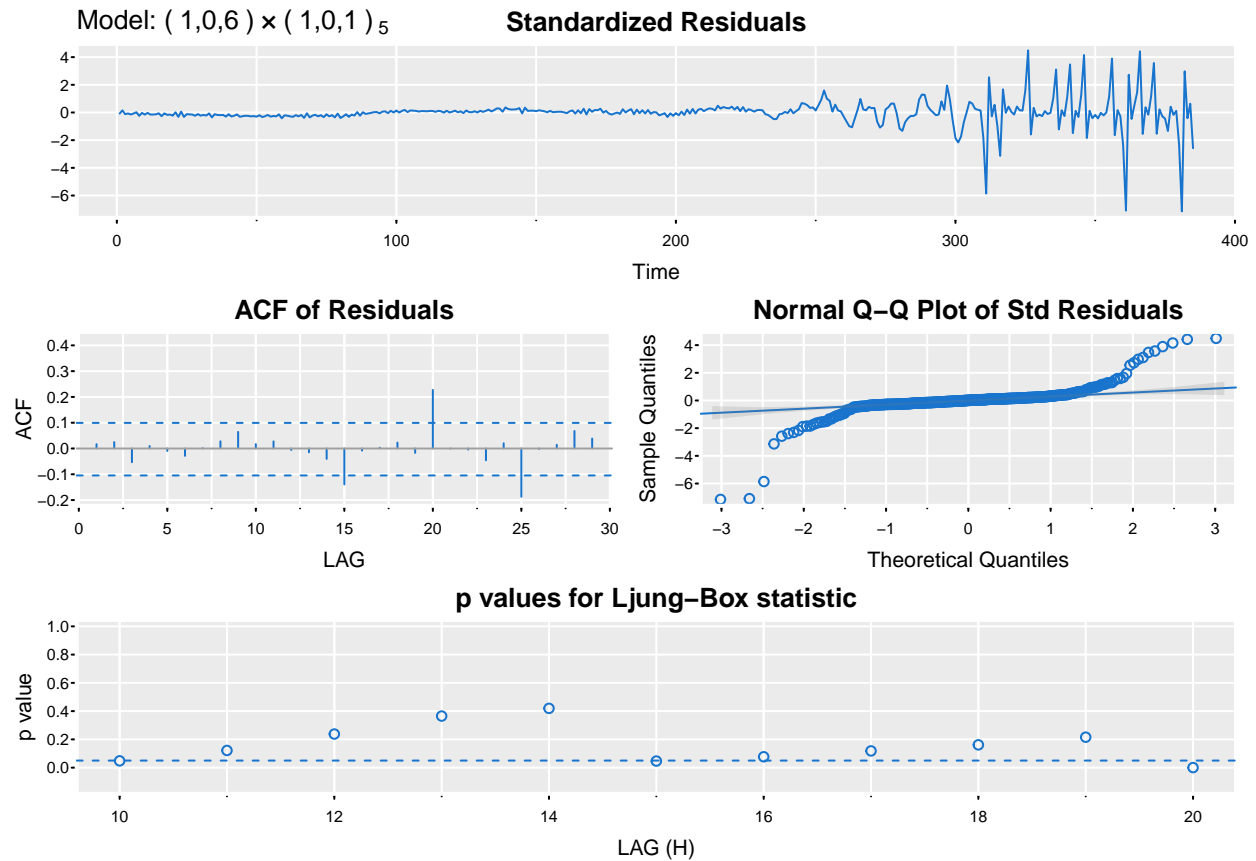 Model: ( 1,0,6 ) × ( 1,0,1 ) 5
Standardized Residuals
4
2
0
−2
−4
−6
0 100 200 300 400
Time
ACF of Residuals
0.4
0.3
0.2
0.1
0.0
−0.1
−0.2
ACF
0 5 10 15 20 25 30
LAG
Normal Q−Q Plot of Std Residuals
4
2
0
−2
−4
−6
Sample Quantiles
−3 −2 −1 0 1 2 3
Theoretical Quantiles
p values for Ljung−Box statistic
1.0
0.8
0.6
0.4
0.2
0.0
p value
10 12 14 16 18 20
LAG (H)